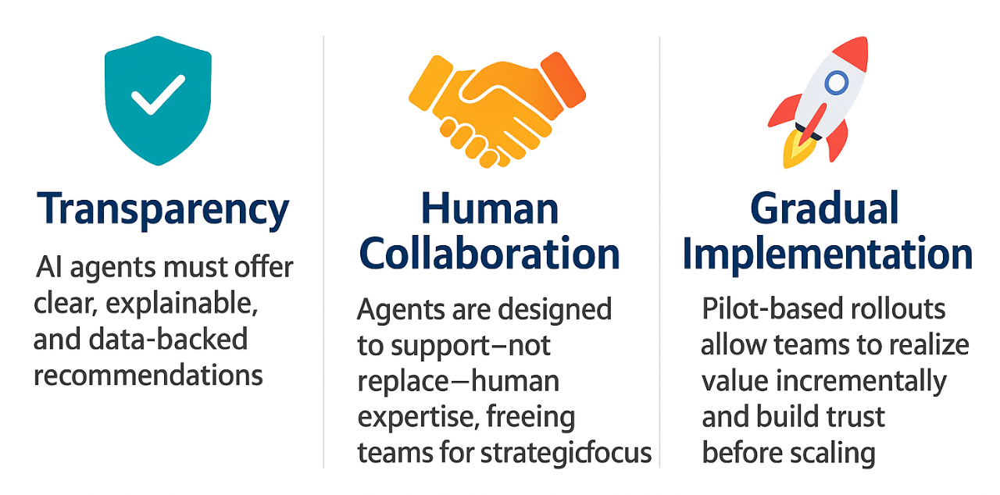 Transparency
AI agents must offer
clear, explainable,
and data-backed
recommendations
Human
Collaboration
Agents are designed
to support—not
replace—human
expertise, freeing
teams for strategicfocus
Gradual
Implementation
Pilot-based rollouts
allow teams to realize
value incrementally
and build trust
before scaling